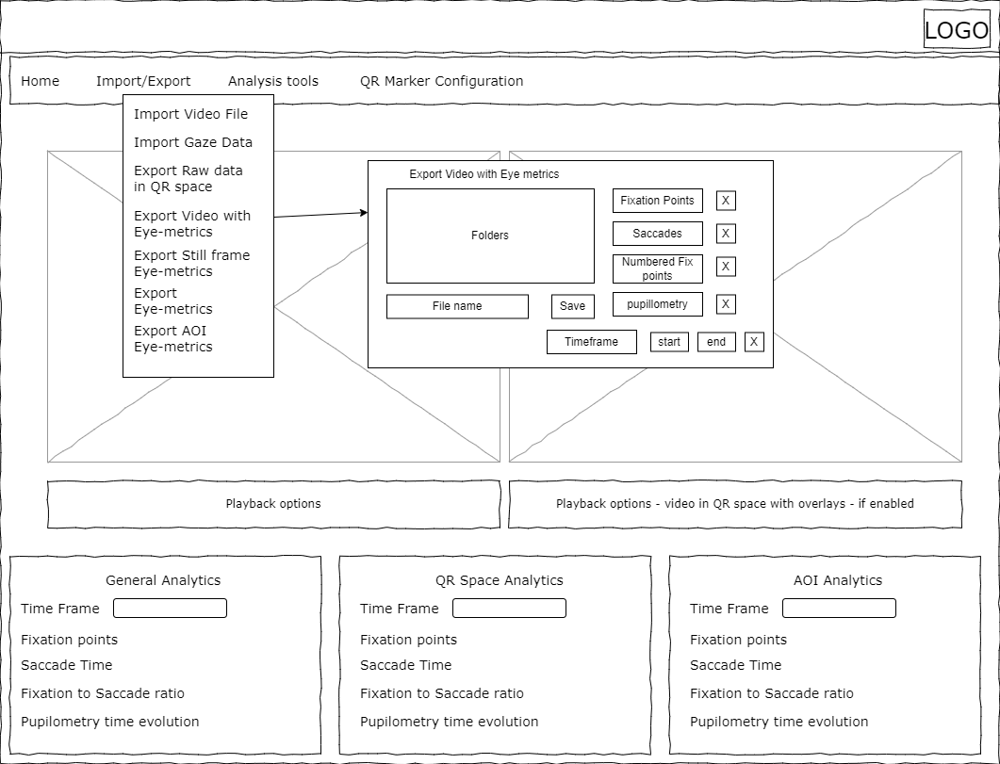 LOGO
Home
Import/Export
Analysis tools
QR Marker Configuration
Import Video File
Import Gaze Data
Export Raw data
in QR space
Export Video with
Eye-metrics
Export Still frame
Eye-metrics
Export
Eye-metrics
Export AOI
Eye-metrics
Export Video with Eye metrics
Folders
File name
Save
Fixation Points
X
Saccades
X
Numbered Fix
points
X
pupillometry
X
Timeframe
start
end
X
Playback options
Playback options - video in QR space with overlays - if enabled
General Analytics
Time Frame
Fixation points
Saccade Time
Fixation to Saccade ratio
Pupilometry time evolution
QR Space Analytics
Time Frame
Fixation points
Saccade Time
Fixation to Saccade ratio
Pupilometry time evolution
AOI Analytics
Time Frame
Fixation points
Saccade Time
Fixation to Saccade ratio
Pupilometry time evolution